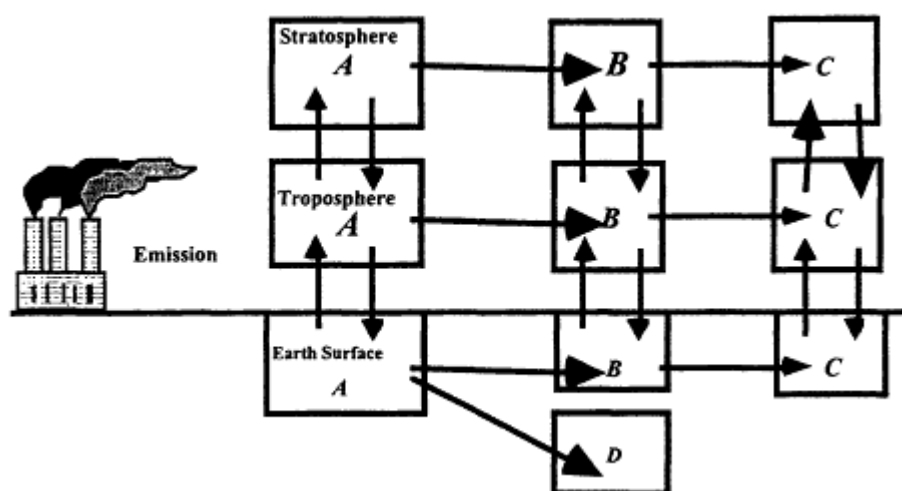 Stratosphere
A
B
C
Troposphere
A
B
C
Emission
Earth Surface
A
B
C
D